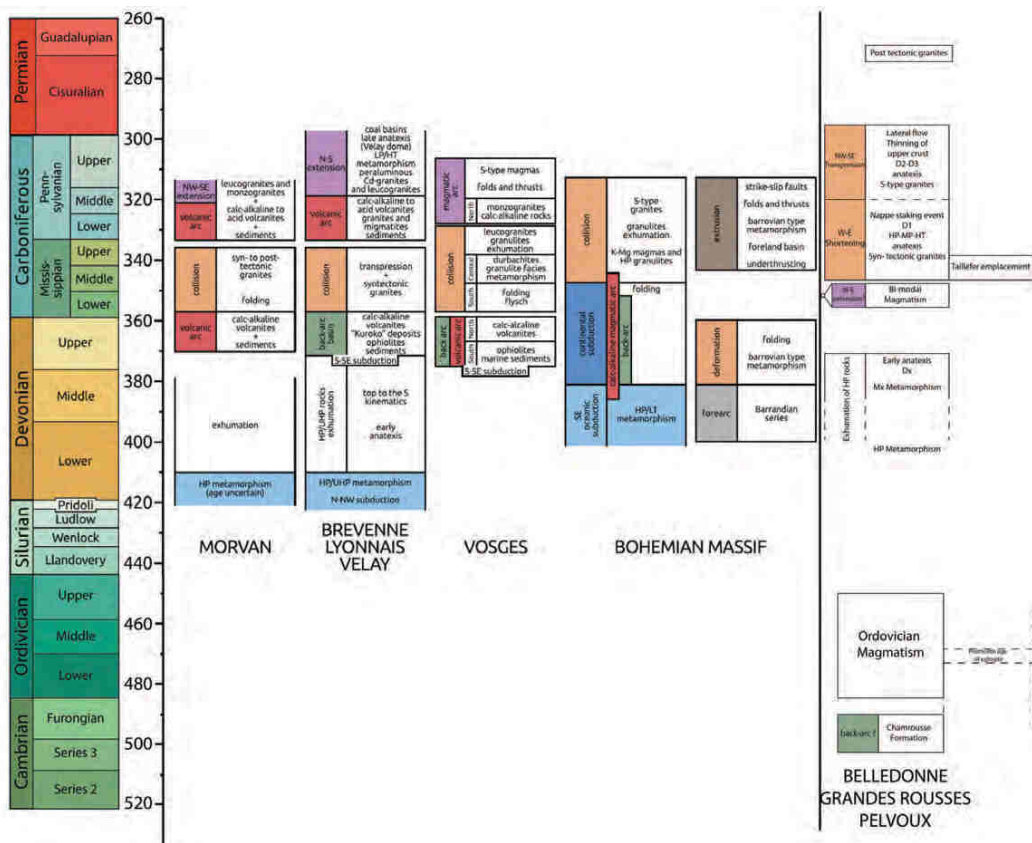 260
280
300
320
340
360
380
400
420
440
460
480
500
520
Permian
Guadalupian
Cisuralian
Carboniferous
Penn-
sylvanian
Upper
Middle
Lower
Missis-
sippian
Upper
Middle
Lower
Devonian
Upper
Middle
Lower
Silurian
Pridoli
Ludlow
Wenlock
Llandovery
Ordivician
Upper
Middle
Lower
Cambrian
Furongian
Series 3
Series 2
NW-SE
extension
leucogranites and
monzogranites
+
volcanic
arc
calc-alkaline to
acid volcanites
+
sediments
collision
syn- to post-
tectonic
granites
folding
volcanic
arc
calc-alkaline
volcanites
+
sediments
exhumation
HP metamorphism
(age uncertain)
MORVAN
N-S
extension
coal basins
late anatexis
(Velay dome)
LP/HT
metamorphism
peraluminous
Cd-granites
and leucogranites
volcanic
arc
calc-alkaline to
acid volcanites
granites and
migmatites
sediments
collision
transpression
+
syntectonic
granites
back-arc
basin
calc-alkaline
volcanites
"Kuroko" deposits
ophiolites
sediments
S-SE subduction
HP/UHP rocks
exhumation
top to the S
kinematics
early
anatexis
HP/UHP metamorphism
N-NW subduction
BREVENNE
LYONNAIS
VELAY
magmatic
arc
S-type magmas
folds and thrusts
North
monzogranites
calc-alkaline rocks
collision
leucogranites
granulites
exhumation
Central
durbachites
granulite facies
metamorphism
South
folding
flysch
back arc
volcanic arc
North
calc-alcaline
volcanites
South
ophiolites
marine sediments
S-SE subduction
VOSGES
collision
S-type
granites
granulites
exhumation
K-Mg magmas and
HP granulites
continental
subduction
calc-alkaline magmatic arc
back-arc
folding
SE
oceanic
subduction
HP/LT
metamorphism
extrusion
strike-slip faults
folds and thrusts
barrovian type
metamorphism
foreland basin
underthrusting
deformation
folding
barrovian type
metamorphism
forearc
Barrandian
series
BOHEMIAN MASSIF
Post tectonic granites
NW-SE Transpression
Lateral flow
Thinning of
upper crust
D2-D3
anatexis
S-type granites
W-E
Shortening
Nappe staking event
D1
HP-MP-HT
anatexis
Syn- tectonic granites
Taillefer emplacement
extension
Bi-modal
Magmatism
Exhumation of HP rocks
Early anatexis
Dx
Mx Metamorphism
HP Metamorphism
Ordovician
Magmatism
back-arc ?
Chamrousse
Formation
BELLEDONNE
GRANDES ROUSSES
PELVOUX